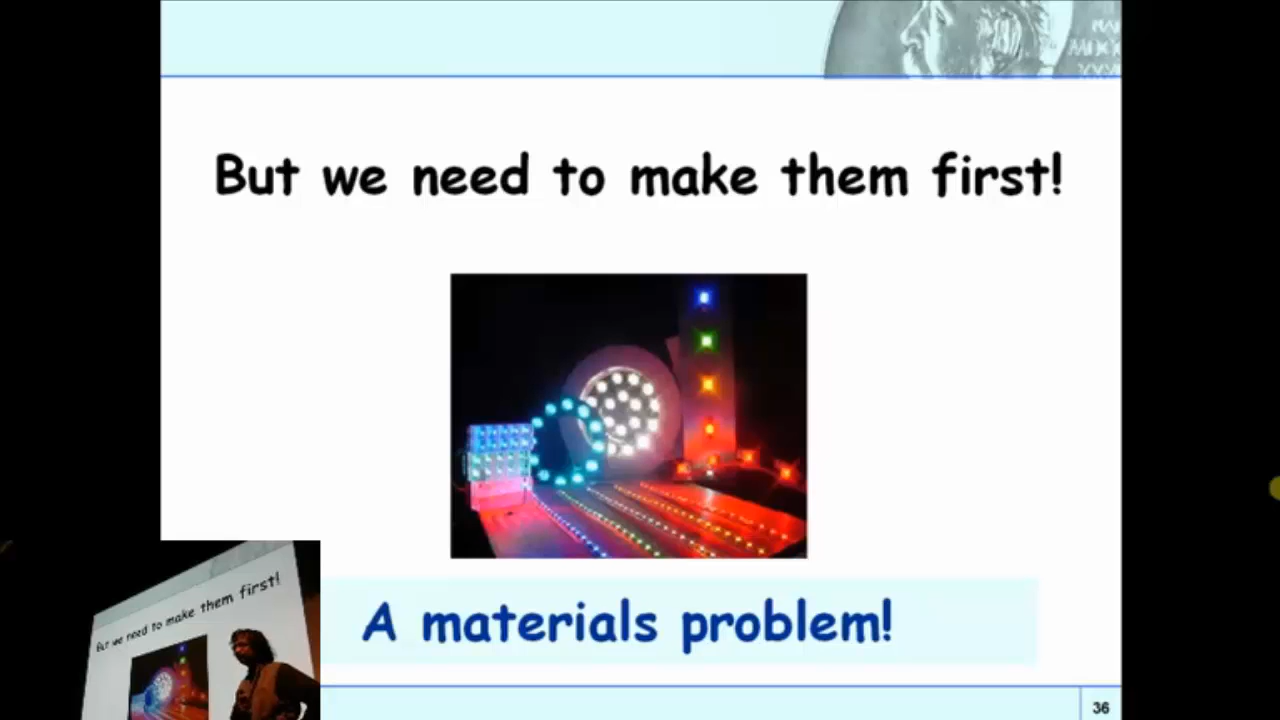 But we need to make them first!
A materials problem!
36
But we need to make them first!